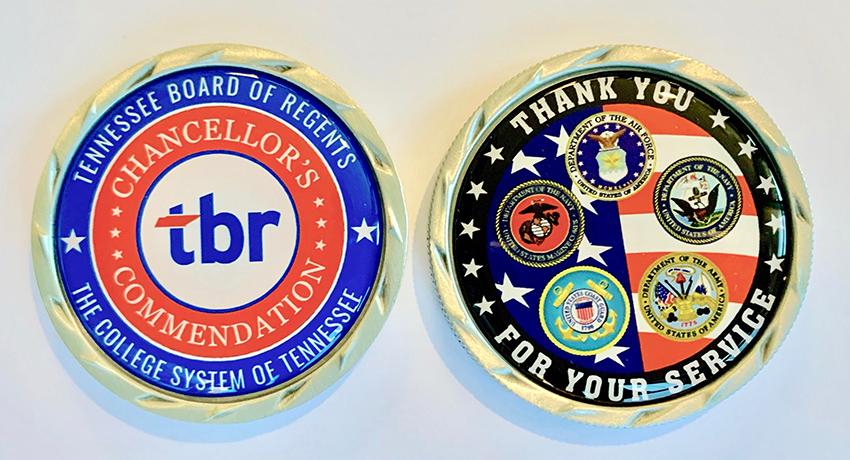 TENNESSEE BOARD OF REGENTS
CHANCELLOR'S
tbr
COMMENDATION
THE COLLEGE SYSTEM OF TENNESSEE
THANK YOU
DEPARTMENT OF THE AIR FORCE
UNITED STATES OF AMERICA
DEPARTMENT OF THE NAVY
UNITED STATES OF AMERICA
DEPARTMENT OF THE NAVY
UNITED STATES MARINE CORPS
UNITED STATES COAST GUARD
1790
DEPARTMENT OF THE ARMY
1775
UNITED STATES OF AMERICA
FOR YOUR SERVICE